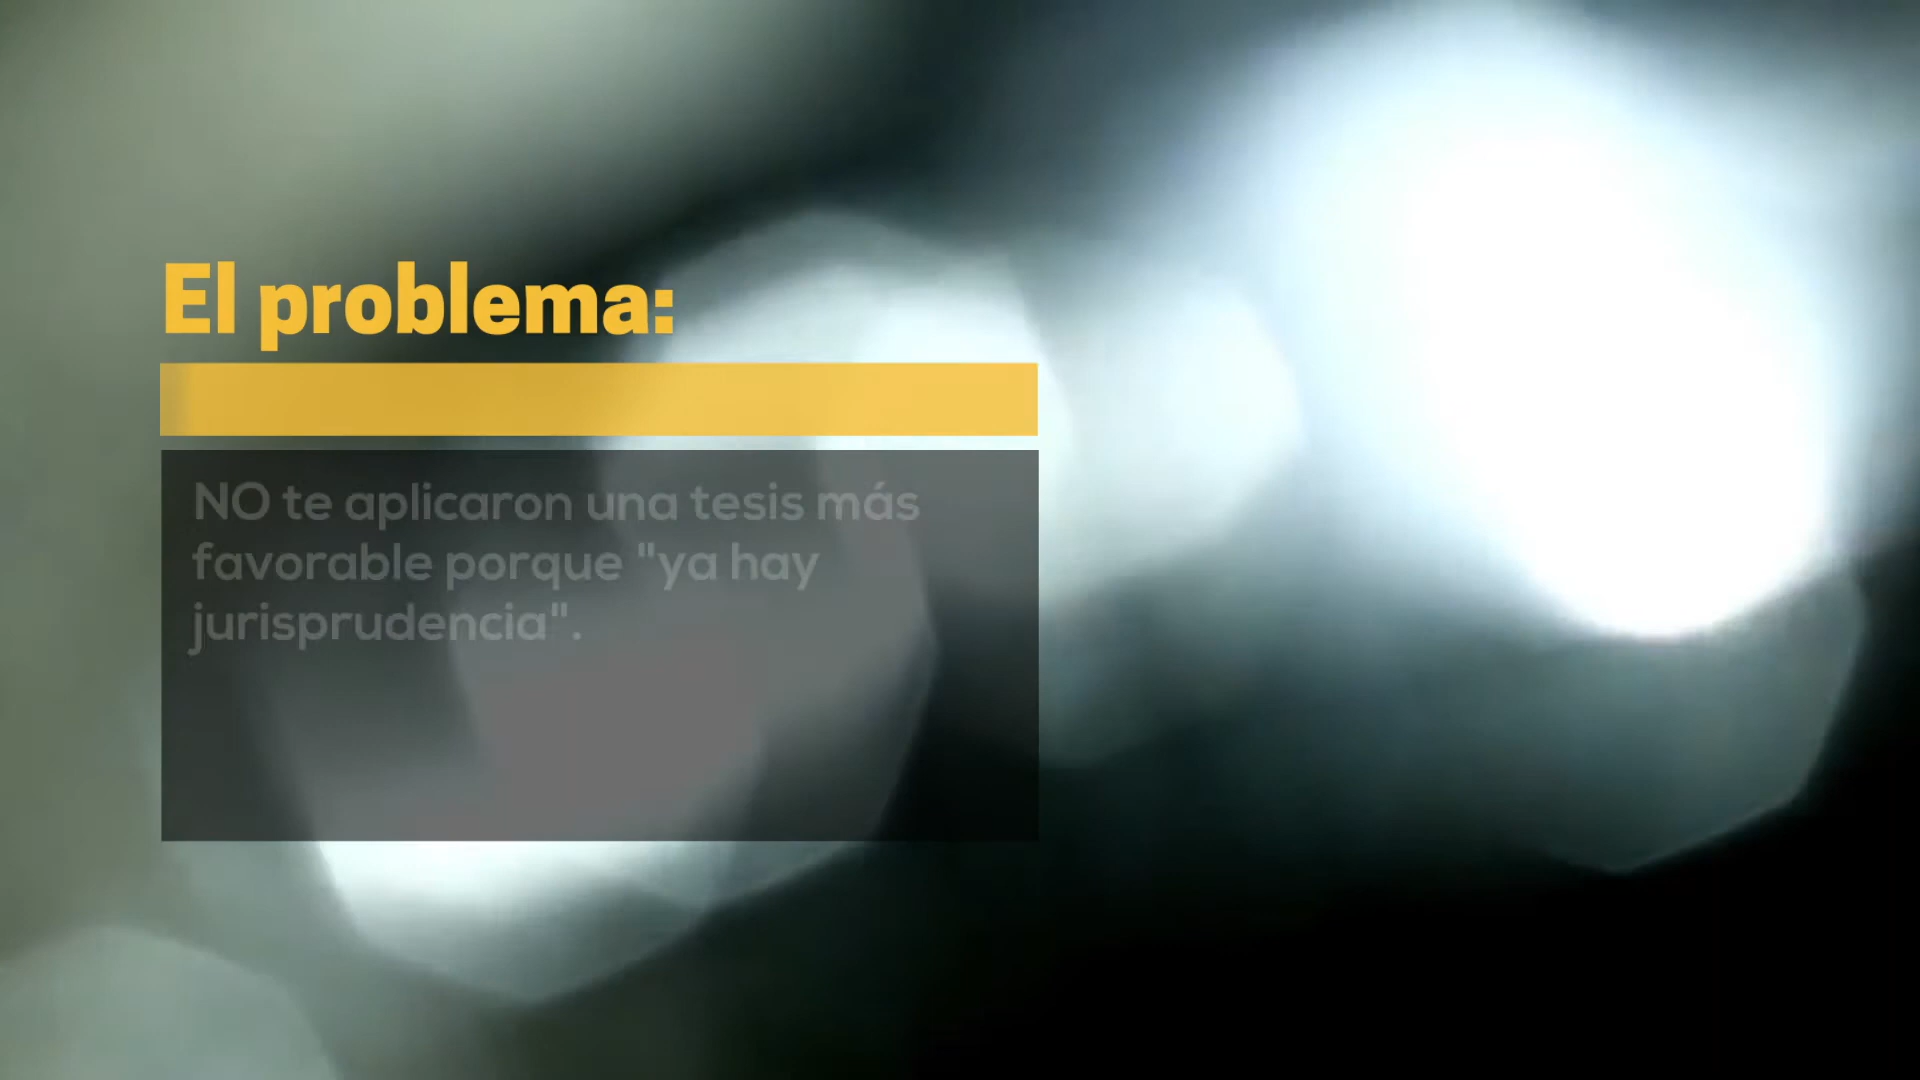 El problema:
NO te aplicaron una tesis más
favorable porque "ya hay
jurisprudencia".